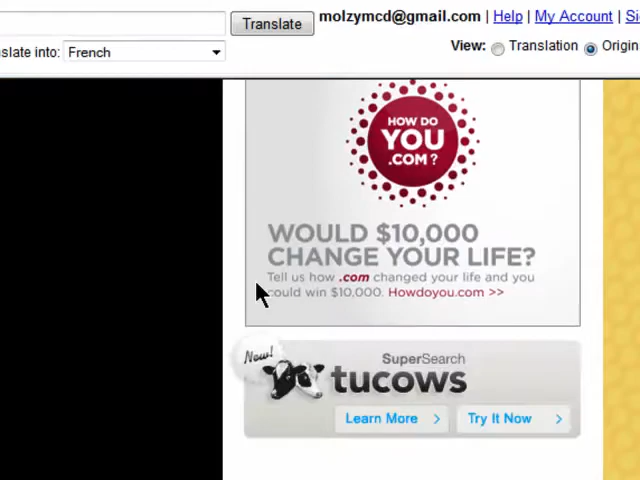 Translate
molzymcd@gmail.com | Help | My Account |
slate into: French
View: Translation
HOW DO
YOU
.COM?
WOULD $10,000
CHANGE YOUR LIFE?
Tell us how .com changed your life and you
could win $10,000. Howdoyou.com >>
New!
SuperSearch
tucows
Learn More >
Try It Now >